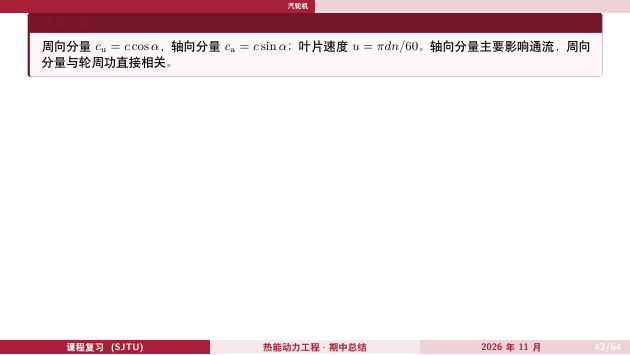 汽轮机
周向分量 c_u = c cos α，轴向分量 c_a = c sin α；叶片速度 u = πdn/60。轴向分量主要影响通流，周向
分量与轮周功直接相关。
课程复习 (SJTU) 热能动力工程 · 期中总结 2026 年 11 月 43/64